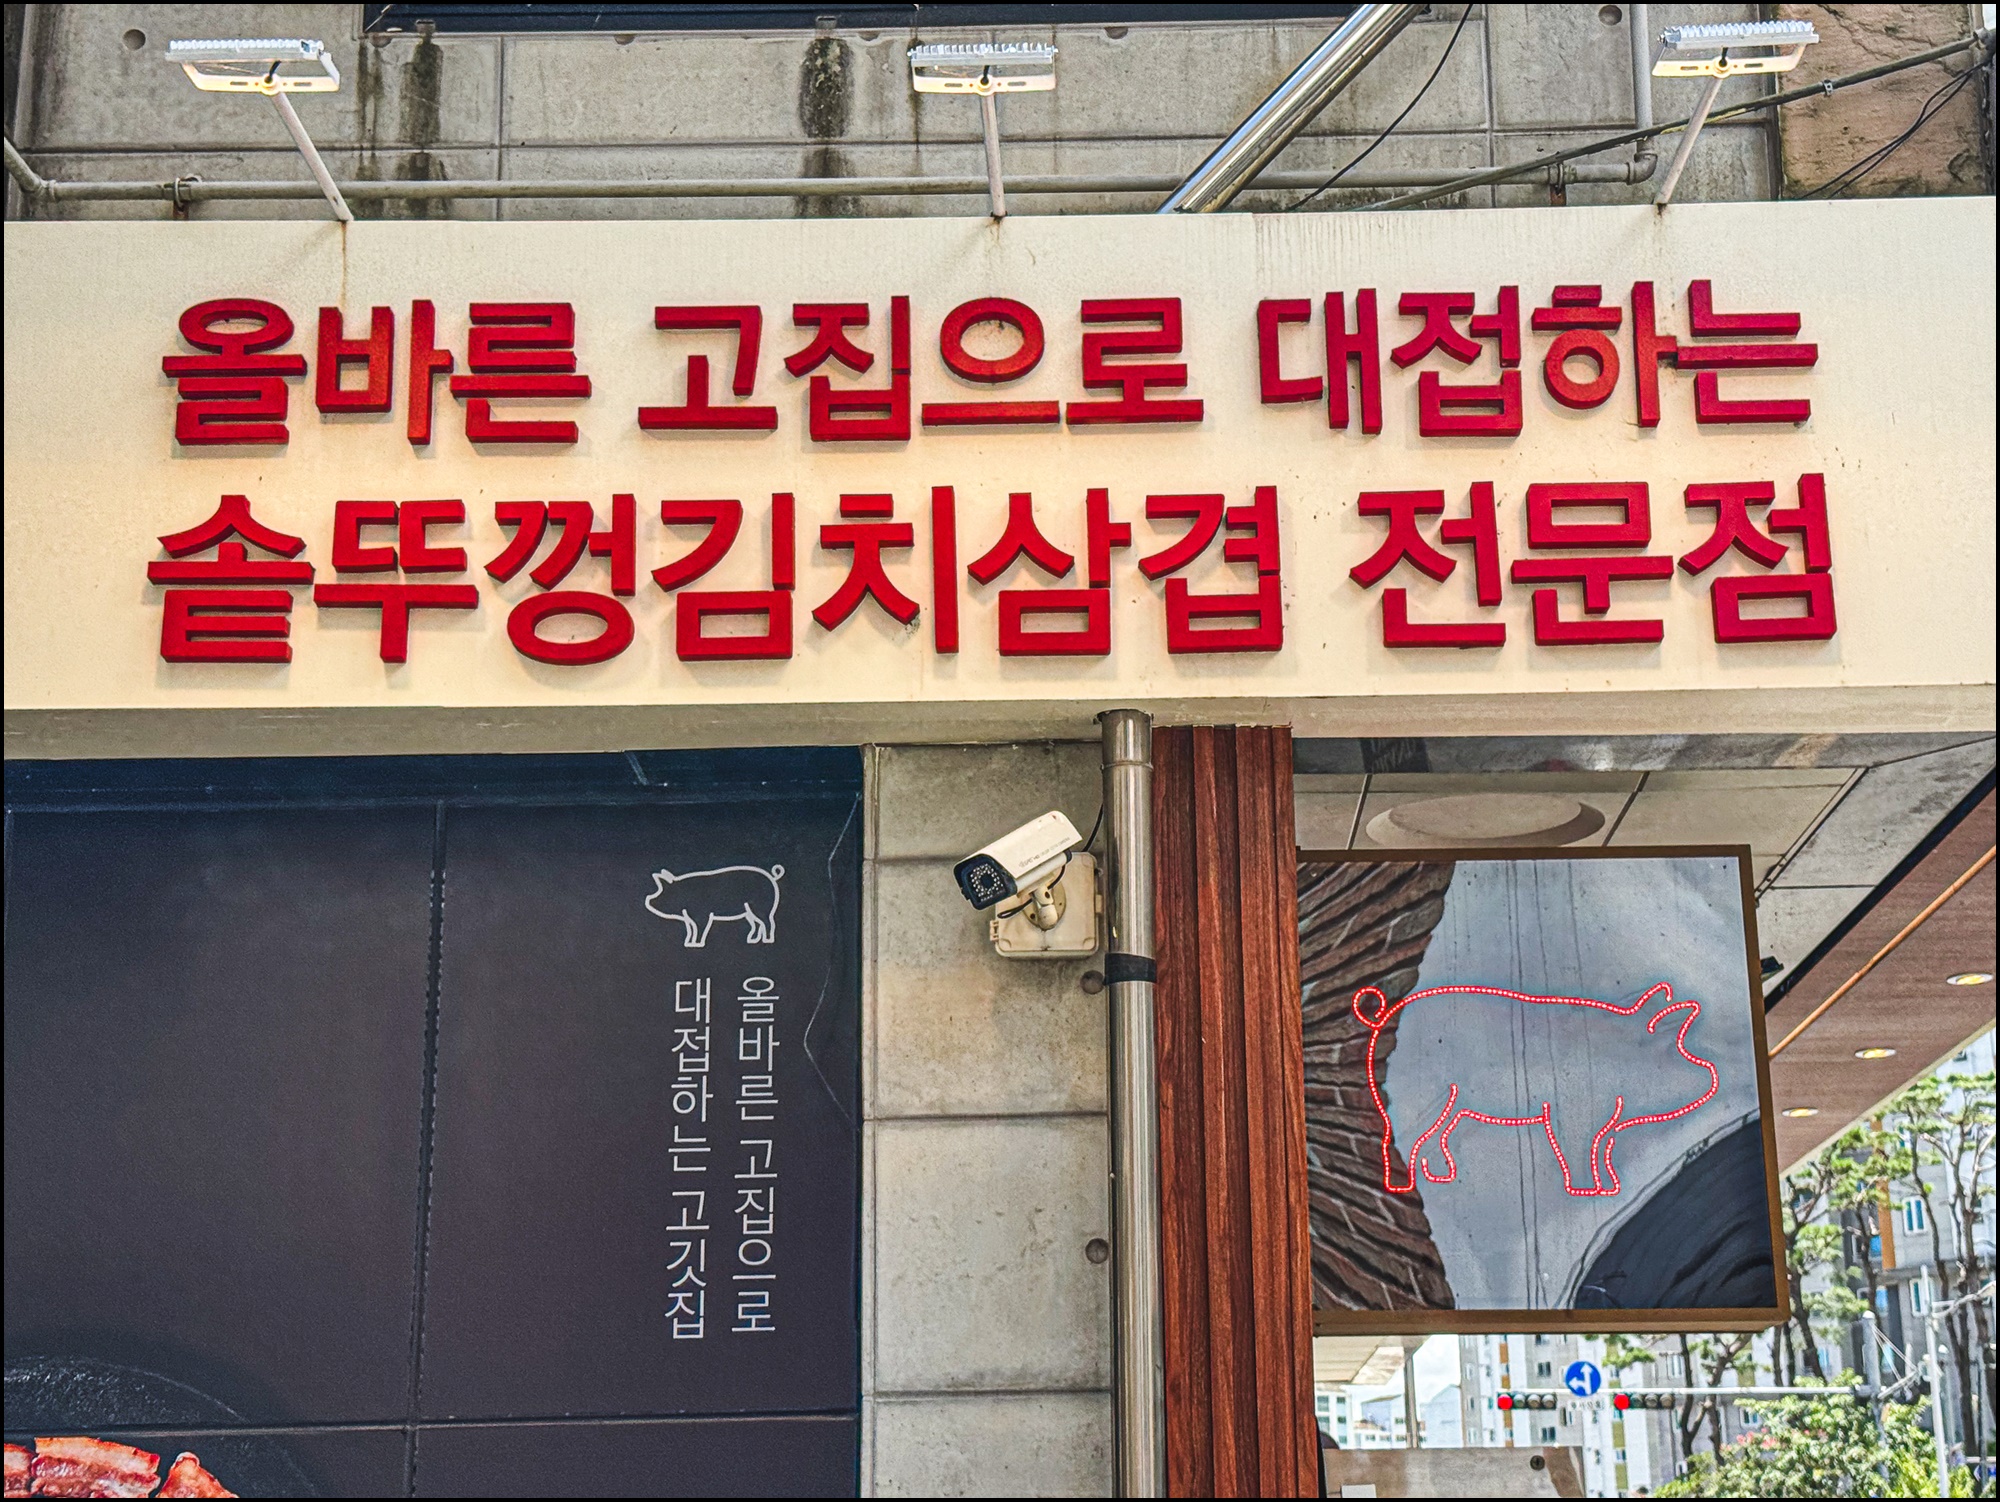 올바른 고집으로 대접하는
솥뚜껑김치삼겹 전문점
올바른 고집으로
대접하는 고깃집